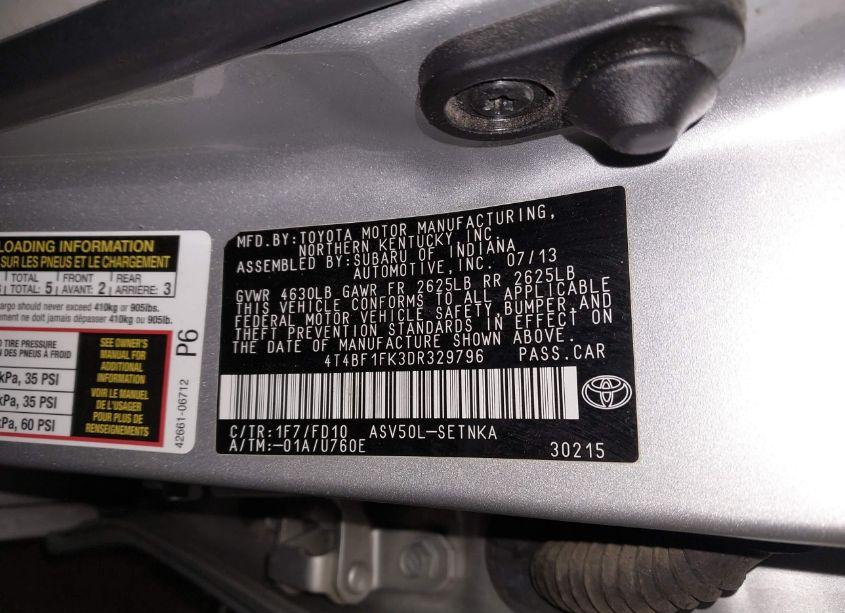 LOADING INFORMATION
SUR LES PNEUS ET LE CHARGEMENT
TOTAL FRONT REAR
TOTAL 5 AVANT: 2 ARRIÈRE: 3
cargo should never exceed 410kg or 905lbs.
ne doit jamais dépasser 410kg ou 905lb.
TIRE PRESSURE
DES PNEUS À FROID
kPa, 35 PSI
kPa, 35 PSI
kPa, 60 PSI
SEE OWNER'S
MANUAL FOR
ADDITIONAL
INFORMATION
VOIR LE MANUEL
DE L'USAGER
POUR PLUS DE
RENSEIGNEMENTS
P6
42661-06712
MFD.BY: TOYOTA MOTOR MANUFACTURING,
NORTHERN KENTUCKY, INC.
ASSEMBLED BY: SUBARU OF INDIANA
AUTOMOTIVE, INC. 07/13
GVWR 4630LB GAWR FR 2625LB RR 2625LB
THIS VEHICLE CONFORMS TO ALL APPLICABLE
FEDERAL MOTOR VEHICLE SAFETY, BUMPER, AND
THEFT PREVENTION STANDARDS IN EFFECT ON
THE DATE OF MANUFACTURE SHOWN ABOVE.
4T4BF1FK3DR329796 PASS.CAR
C/TR: 1F7/FD10 ASV50L-SETNKA
A/TM: -01A/U760E 30215
TOYOTA